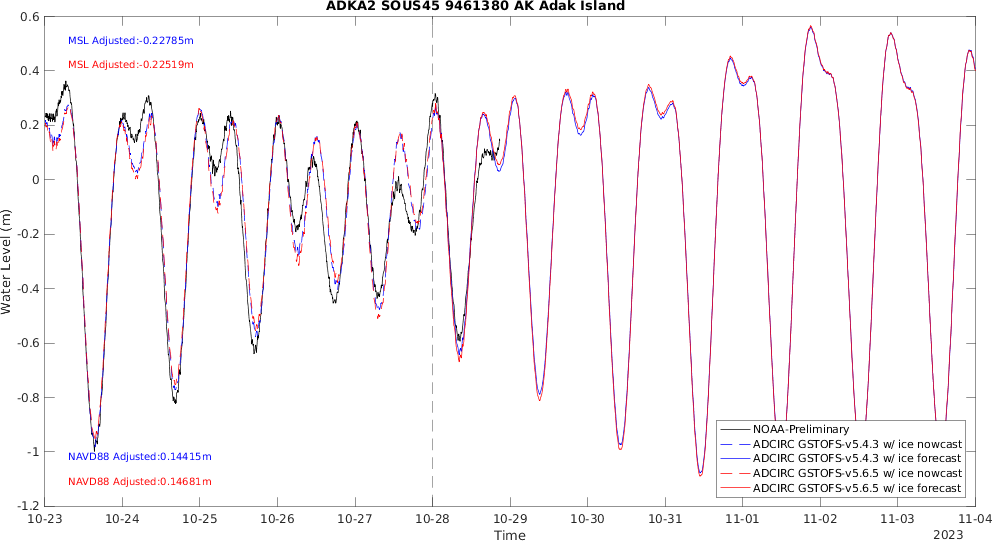 ADKA2 SOUS45 9461380 AK Adak Island
0.6
0.4
0.2
0
-0.2
-0.4
-0.6
-0.8
-1
-1.2
Water Level (m)
MSL Adjusted:-0.22785m
MSL Adjusted:-0.22519m
NAVD88 Adjusted:0.14415m
NAVD88 Adjusted:0.14681m
NOAA-Preliminary
ADCIRC GSTOFS-v5.4.3 w/ ice nowcast
ADCIRC GSTOFS-v5.4.3 w/ ice forecast
ADCIRC GSTOFS-v5.6.5 w/ ice nowcast
ADCIRC GSTOFS-v5.6.5 w/ ice forecast
10-23 10-24 10-25 10-26 10-27 10-28 10-29 10-30 10-31 11-01 11-02 11-03 11-04
Time
2023